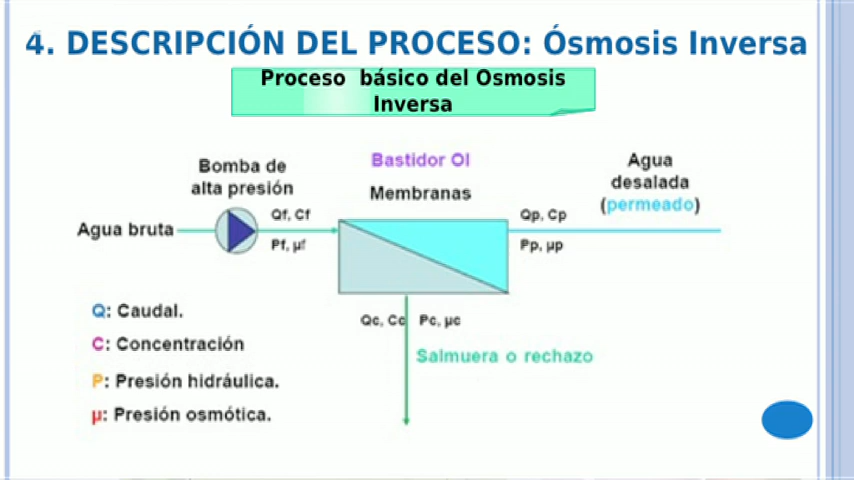 4. DESCRIPCIÓN DEL PROCESO: Ósmosis Inversa
Proceso básico del Osmosis
Inversa
Bomba de
alta presión
Bastidor OI
Membranas
Agua
desalada
(permeado)
Agua bruta
Qf, Cf
Pf, µf
Qp, Cp
Pp, µp
Qc, Cc
Pc, µc
Salmuera o rechazo
Q: Caudal.
C: Concentración
P: Presión hidráulica.
µ: Presión osmótica.